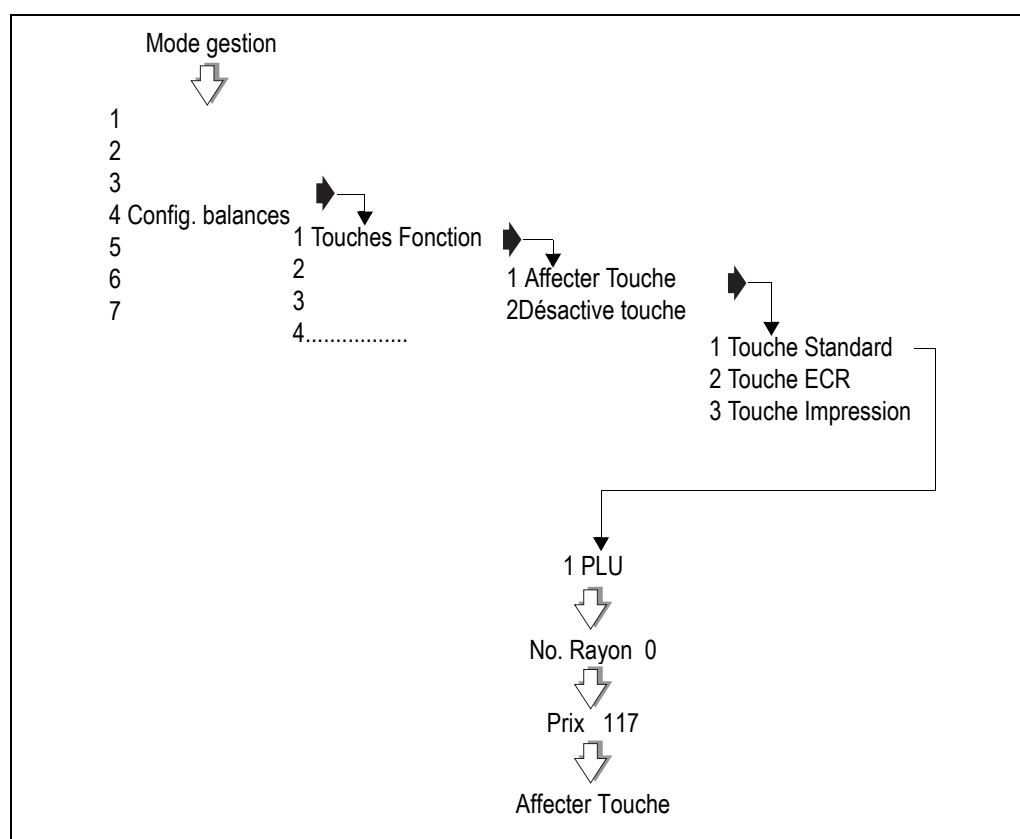 Mode gestion
1
2
3
4 Config. balances
5
6
7
1 Touches Fonction
2
3
4.................
1 Affecter Touche
2Désactive touche
1 Touche Standard
2 Touche ECR
3 Touche Impression
1 PLU
No. Rayon 0
Prix 117
Affecter Touche